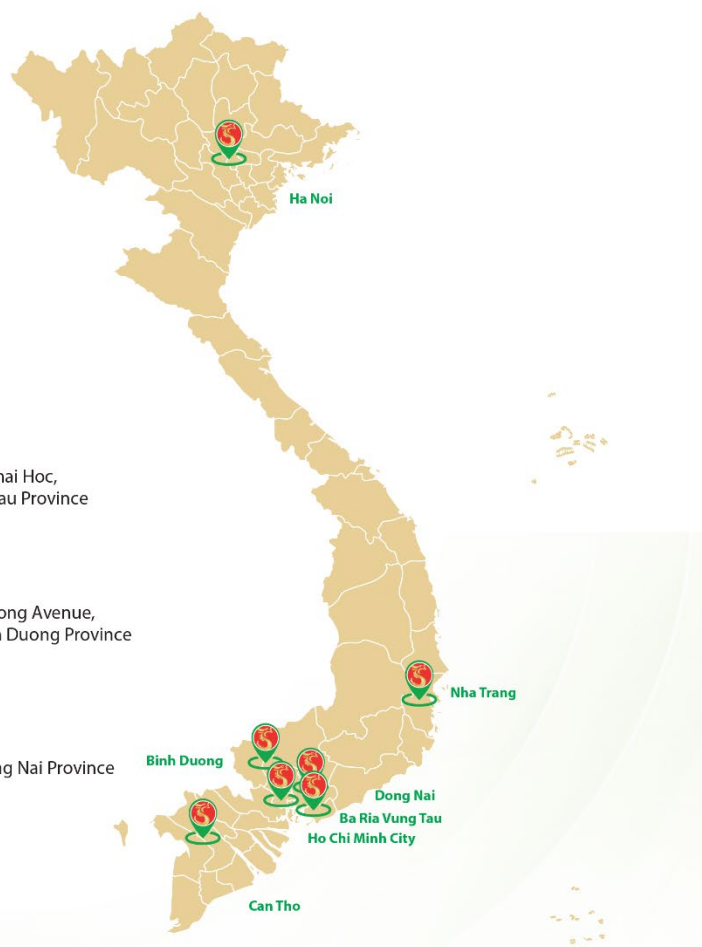 Ha Noi
hai Hoc,
au Province
ong Avenue,
Duong Province
Nha Trang
Binh Duong
ng Nai Province
Dong Nai
Ba Ria Vung Tau
Ho Chi Minh City
Can Tho